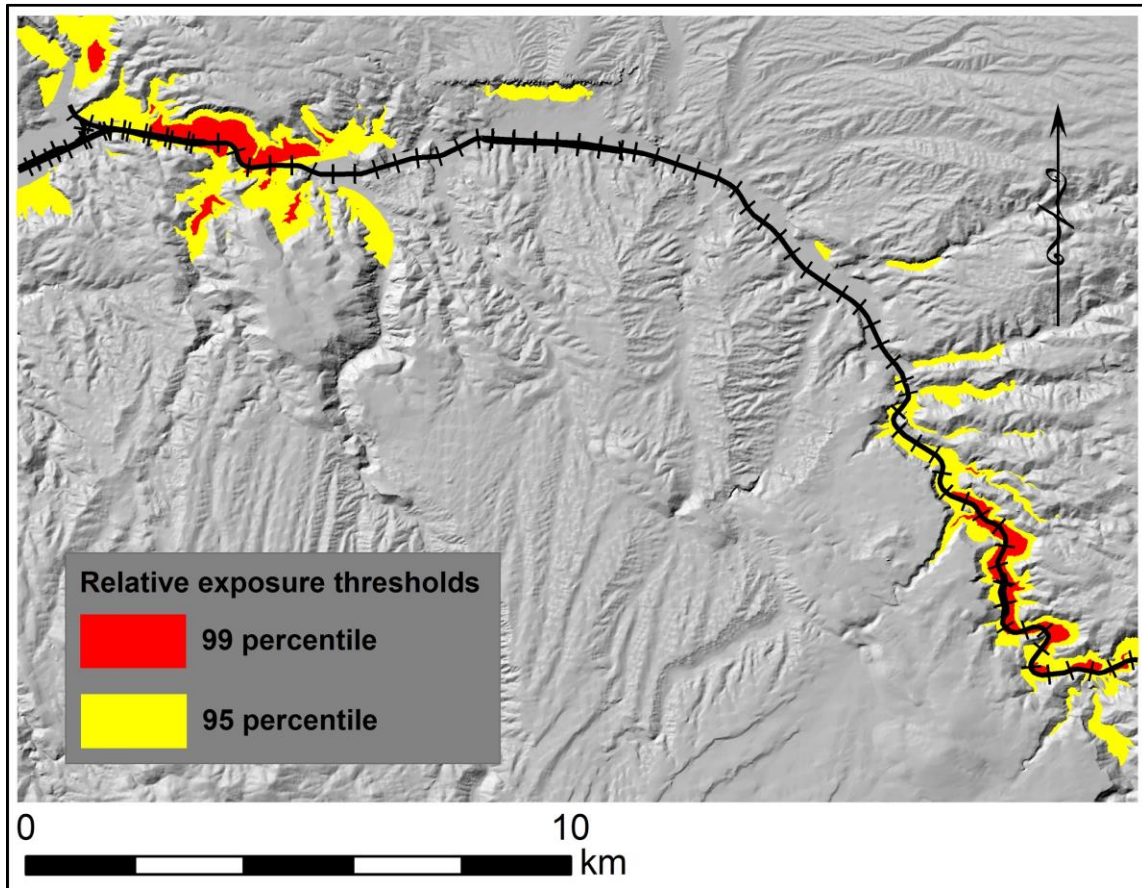 Relative exposure thresholds
99 percentile
95 percentile
0 10
km